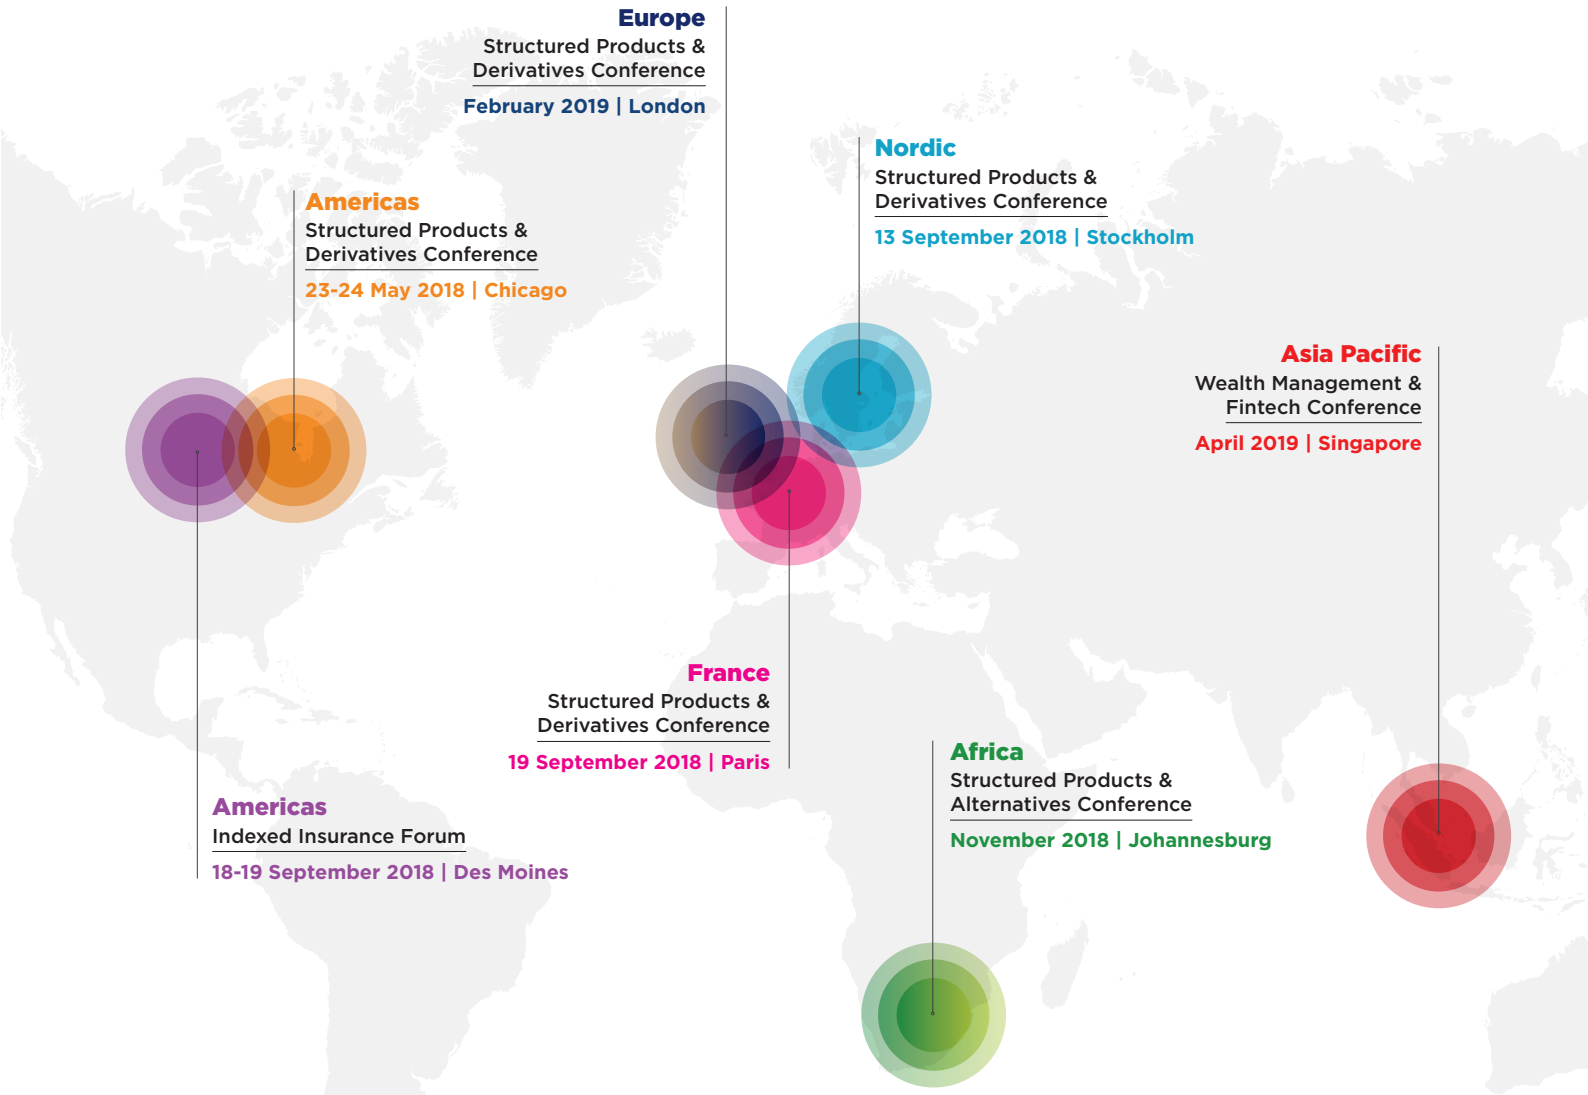 Europe
Structured Products &
Derivatives Conference
February 2019 | London
Nordic
Structured Products &
Derivatives Conference
13 September 2018 | Stockholm
Americas
Structured Products &
Derivatives Conference
23-24 May 2018 | Chicago
Asia Pacific
Wealth Management &
Fintech Conference
April 2019 | Singapore
France
Structured Products &
Derivatives Conference
19 September 2018 | Paris
Africa
Structured Products &
Alternatives Conference
November 2018 | Johannesburg
Americas
Indexed Insurance Forum
18-19 September 2018 | Des Moines